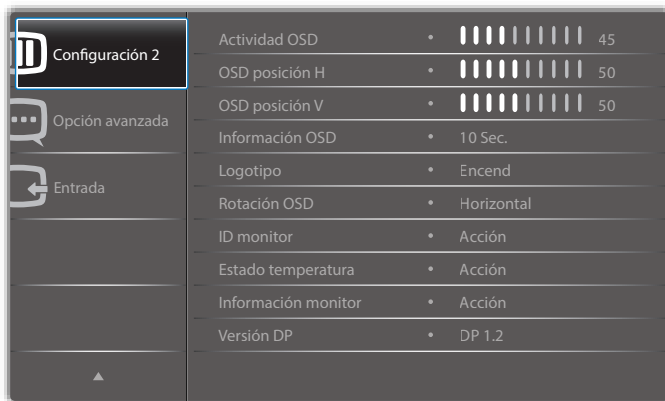 Configuración 2
Opción avanzada
Entrada
Actividad OSD • 45
OSD posición H • 50
OSD posición V • 50
Información OSD • 10 Sec.
Logotipo • Encend
Rotación OSD • Horizontal
ID monitor • Acción
Estado temperatura • Acción
Información monitor • Acción
Versión DP • DP 1.2